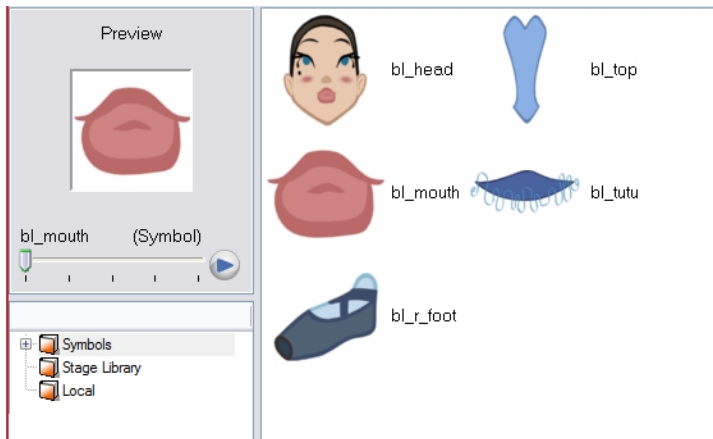 Preview
bl_mouth (Symbol)
Symbols
Stage Library
Local
bl_head
bl_top
bl_mouth
bl_tutu
bl_r_foot